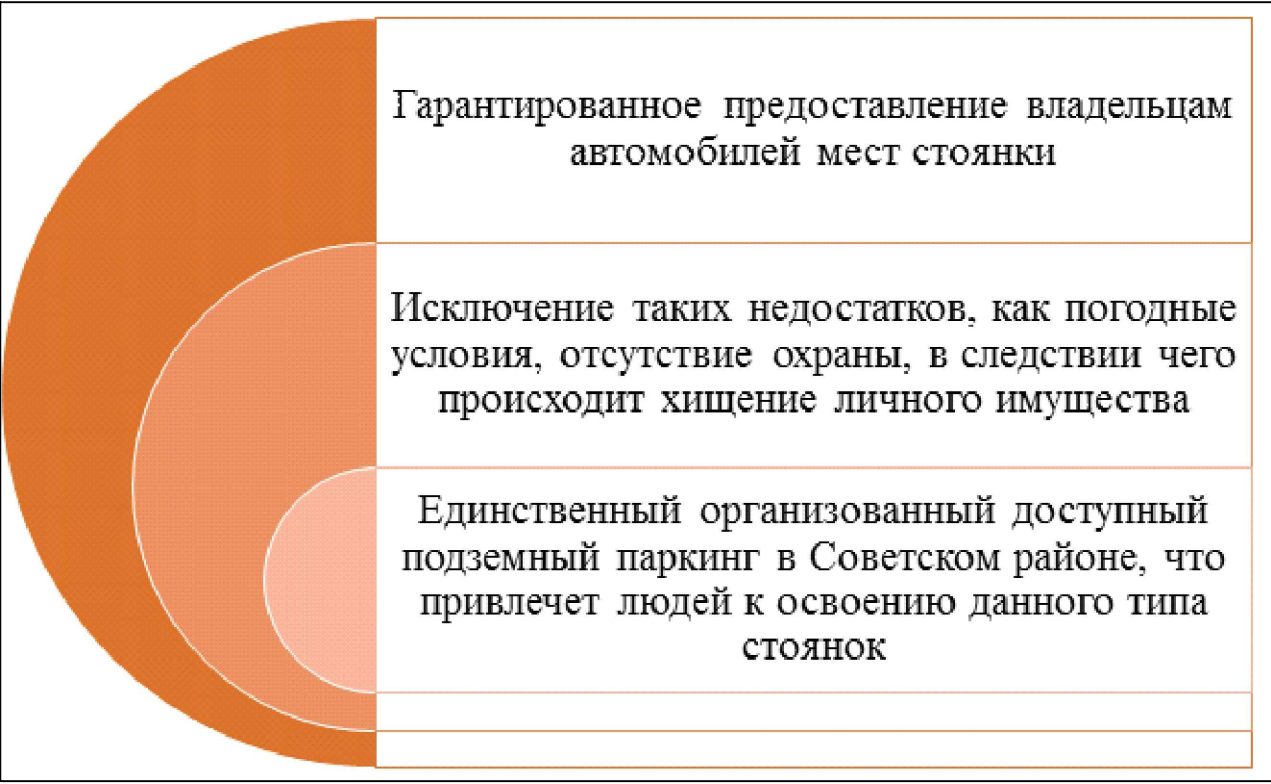 Гарантированное предоставление владельцам
автомобилей мест стоянки
Исключение таких недостатков, как погодные
условия, отсутствие охраны, в следствии чего
происходит хищение личного имущества
Единственный организованный доступный
подземный паркинг в Советском районе, что
привлечет людей к освоению данного типа
стоянок